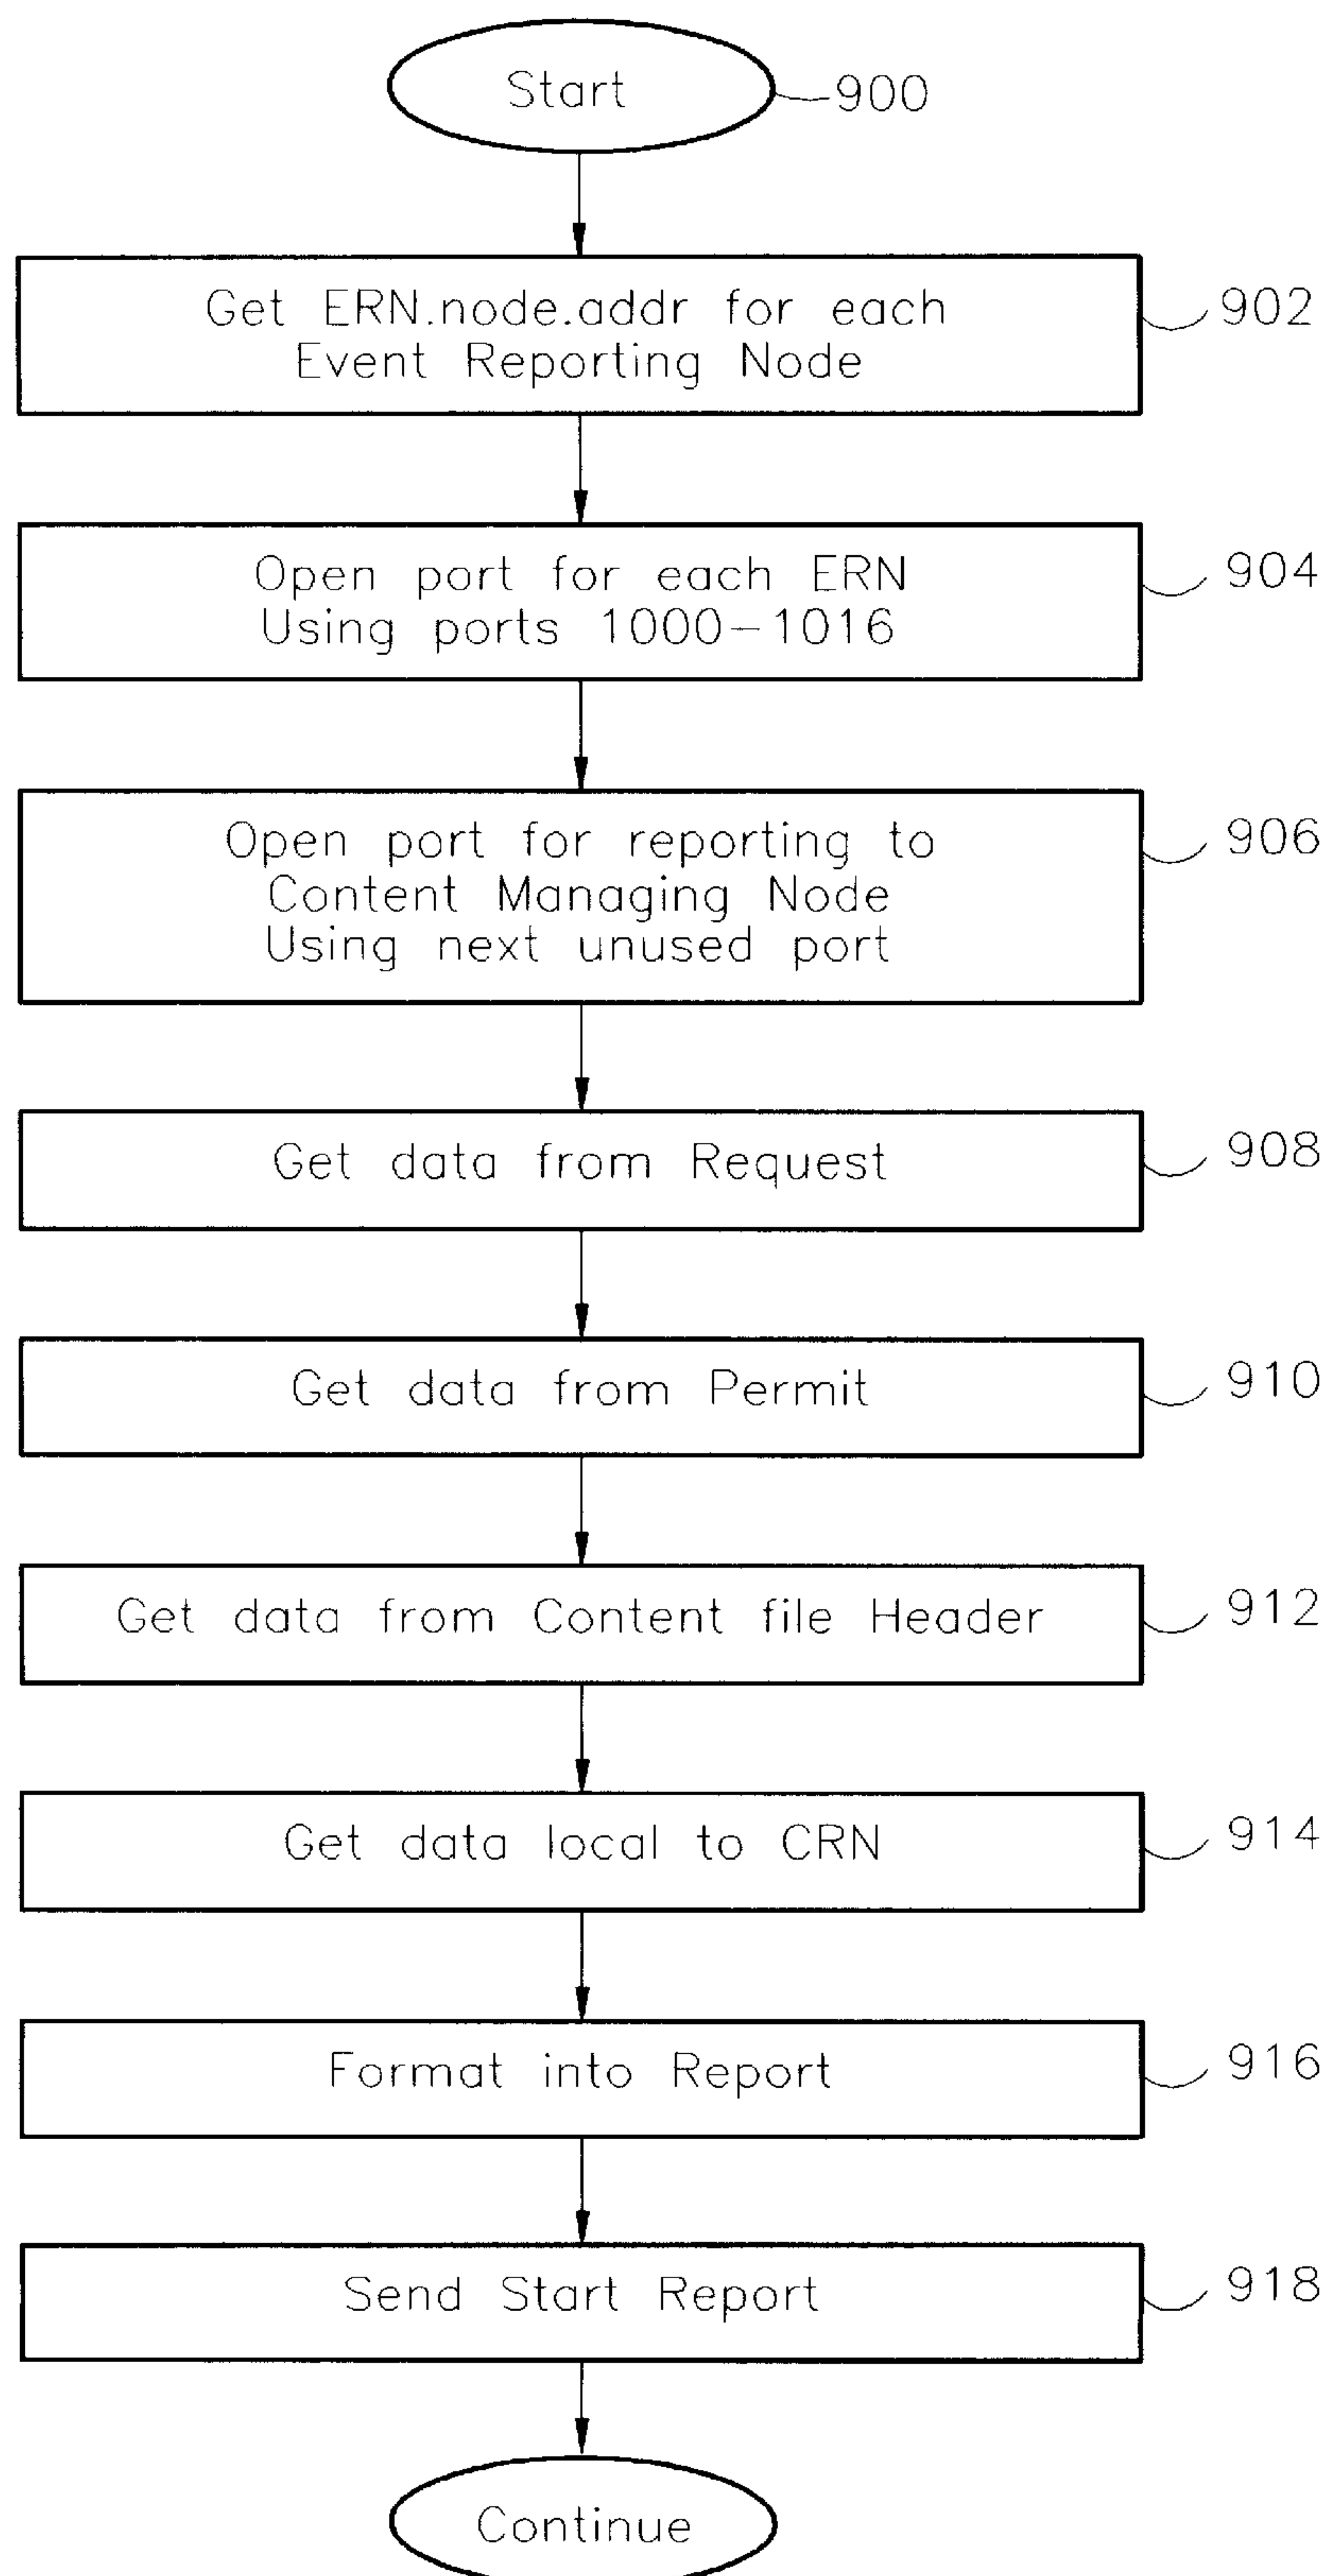 Start
900
Get ERN.node.addr for each
Event Reporting Node
902
Open port for each ERN
Using ports 1000-1016
904
Open port for reporting to
Content Managing Node
Using next unused port
906
Get data from Request
908
Get data from Permit
910
Get data from Content file Header
912
Get data local to CRN
914
Format into Report
916
Send Start Report
918
Continue